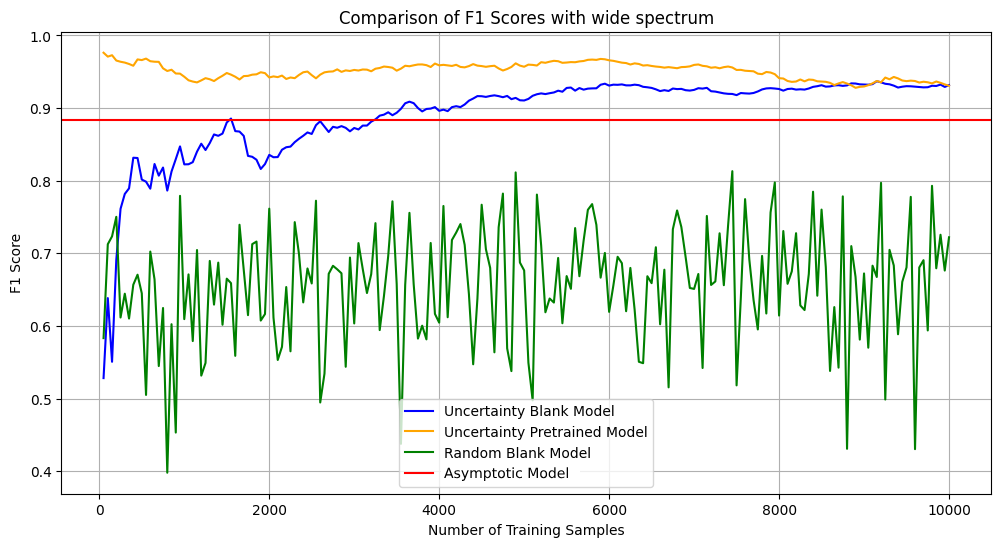 Comparison of F1 Scores with wide spectrum
1.0
0.9
0.8
0.7
0.6
0.5
0.4
F1 Score
Uncertainty Blank Model
Uncertainty Pretrained Model
Random Blank Model
Asymptotic Model
0
2000
4000
6000
8000
10000
Number of Training Samples